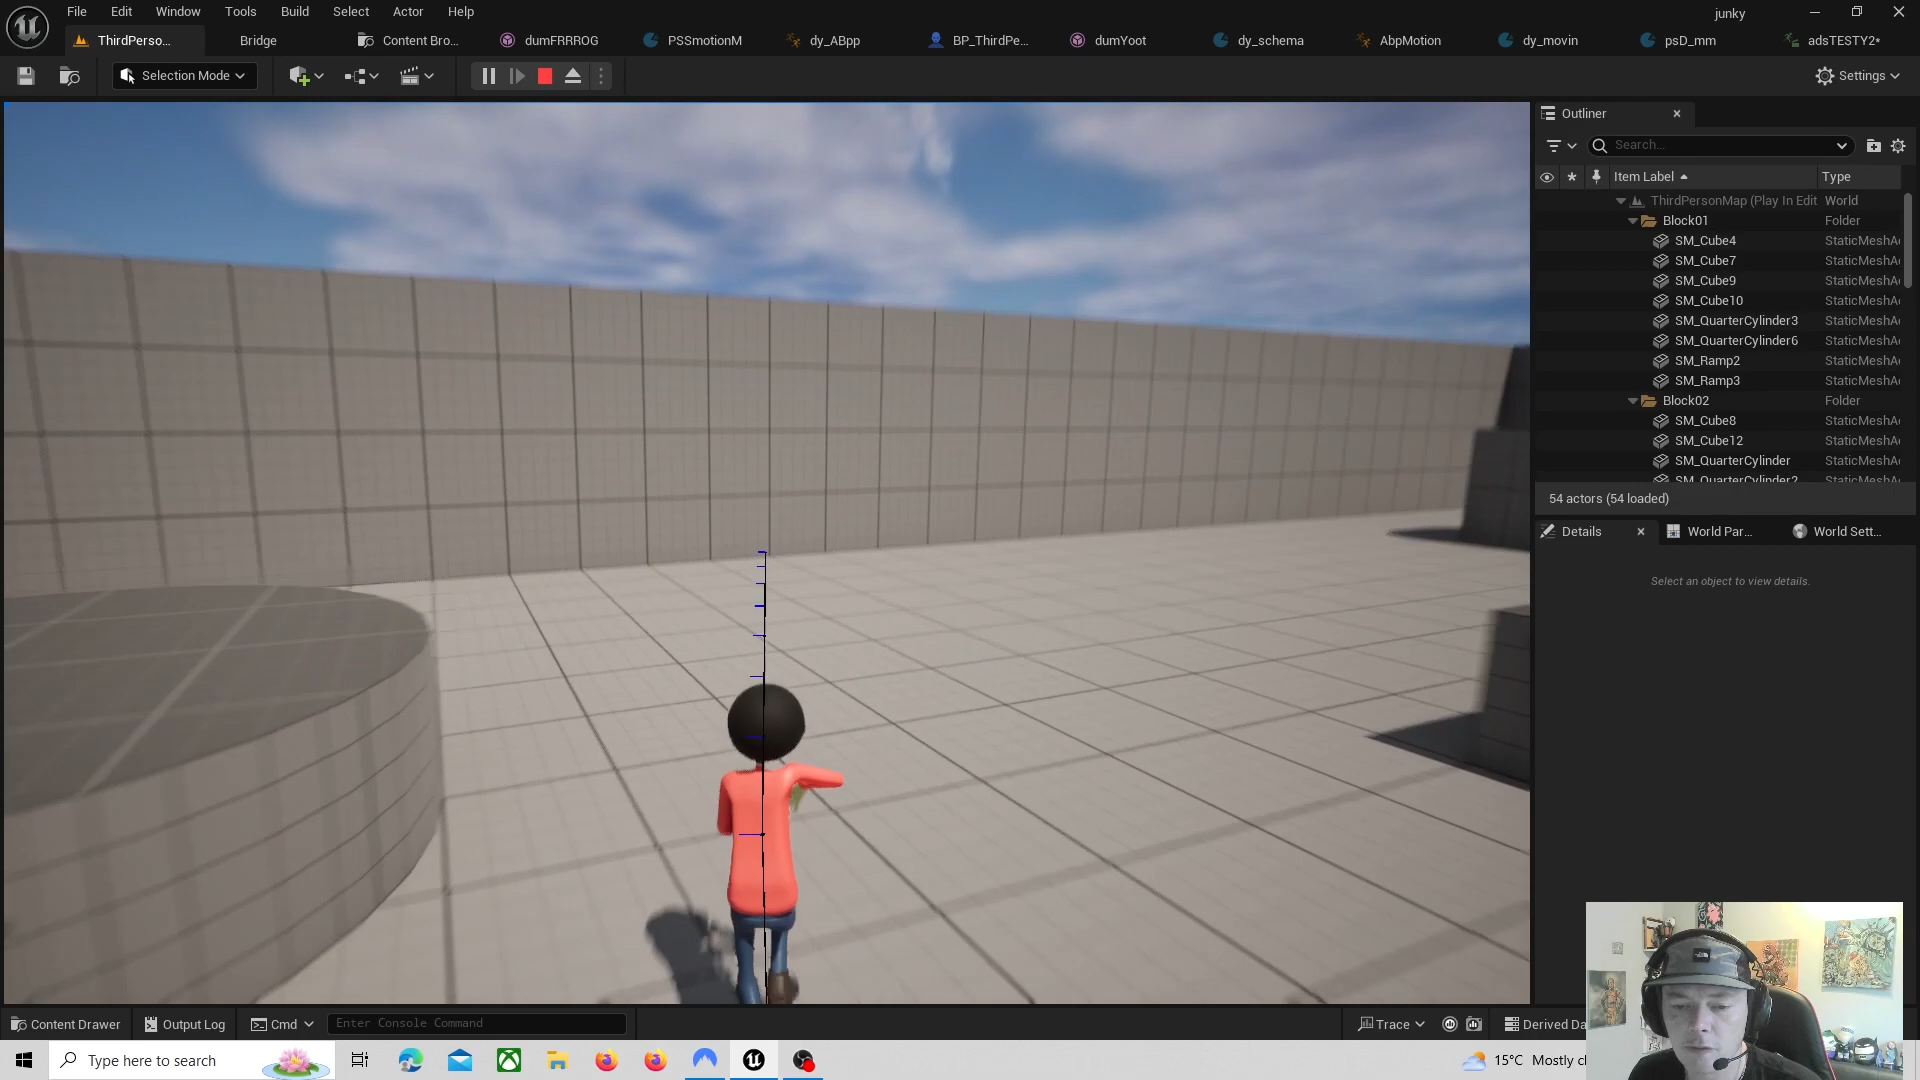 File Edit Window Tools Build Select Actor Help
junky
ThirdPerso...
Bridge
Content Bro...
dumFRRROG
PSSmotionM
dy_ABpp
BP_ThirdPe...
dumYoot
dy_schema
AbpMotion
dy_movin
psD_mm
adsTESTY2*
Selection Mode
Settings
Outliner
Search...
Item Label Type
ThirdPersonMap (Play In Edit World
Block01 Folder
SM_Cube4 StaticMeshA
SM_Cube7 StaticMeshA
SM_Cube9 StaticMeshA
SM_Cube10 StaticMeshA
SM_QuarterCylinder3 StaticMeshA
SM_QuarterCylinder6 StaticMeshA
SM_Ramp2 StaticMeshA
SM_Ramp3 StaticMeshA
Block02 Folder
SM_Cube8 StaticMeshA
SM_Cube12 StaticMeshA
SM_QuarterCylinder StaticMeshA
SM_QuarterCylinder2 StaticMeshA
54 actors (54 loaded)
Details
World Par...
World Sett...
Select an object to view details.
Content Drawer
Output Log
Cmd
Enter Console Command
Trace
Derived Da
Type here to search
15°C Mostly cl